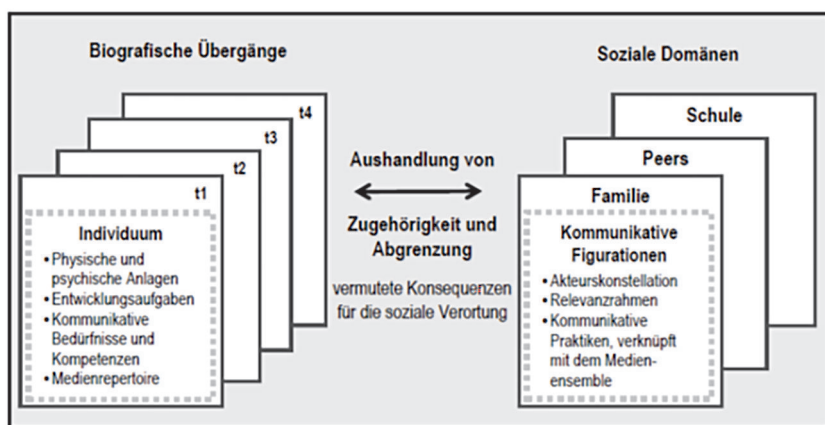 Biografische Übergänge
t4
t3
t2
t1
Individuum
• Physische und
psychische Anlagen
• Entwicklungsaufgaben
• Kommunikative
Bedürfnisse und
Kompetenzen
• Medienrepertoire
Aushandlung von
Zugehörigkeit und
Abgrenzung
vermutete Konsequenzen
für die soziale Verortung
Soziale Domänen
Schule
Peers
Familie
Kommunikative
Figurationen
• Akteurskonstellation
• Relevanzrahmen
• Kommunikative
Praktiken, verknüpft
mit dem Medien-
ensemble